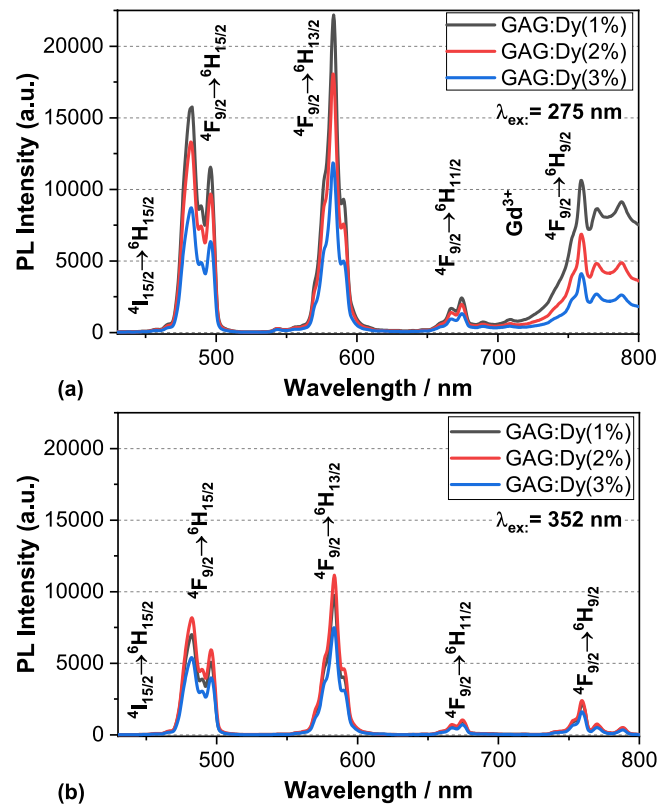 GAG:Dy(1%)
GAG:Dy(2%)
GAG:Dy(3%)
λex:= 275 nm
PL Intensity (a.u.)
20000
15000
10000
5000
0
⁴I₁₅/₂→⁶H₁₅/₂
⁴F₉/₂→⁶H₁₅/₂
⁴F₉/₂→⁶H₁₃/₂
⁴F₉/₂→⁶H₁₁/₂
Gd³⁺
⁴F₉/₂→⁶H₉/₂
500 600 700 800
Wavelength / nm
(a)
GAG:Dy(1%)
GAG:Dy(2%)
GAG:Dy(3%)
λex:= 352 nm
PL Intensity (a.u.)
20000
15000
10000
5000
0
⁴I₁₅/₂→⁶H₁₅/₂
⁴F₉/₂→⁶H₁₅/₂
⁴F₉/₂→⁶H₁₃/₂
⁴F₉/₂→⁶H₁₁/₂
⁴F₉/₂→⁶H₉/₂
500 600 700 800
Wavelength / nm
(b)